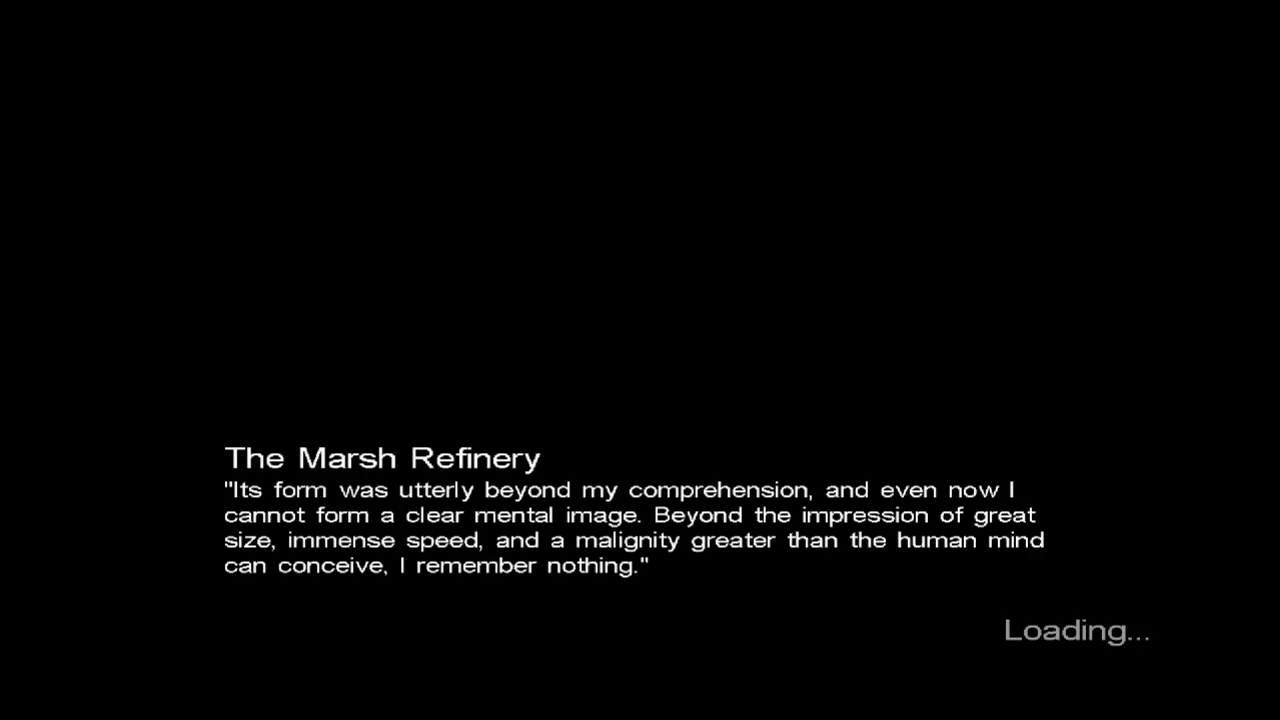 The Marsh Refinery
"Its form was utterly beyond my comprehension, and even now I
cannot form a clear mental image. Beyond the impression of great
size, immense speed, and a malignity greater than the human mind
can conceive, I remember nothing."
Loading...